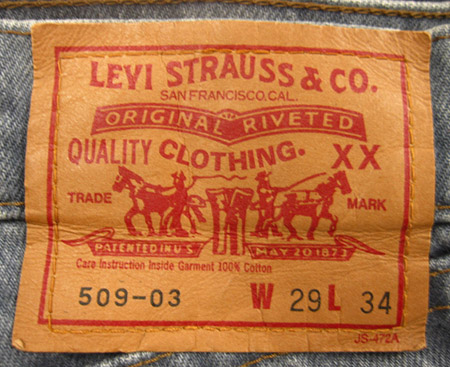 LEVI STRAUSS & CO.
SAN FRANCISCO, CAL.
ORIGINAL RIVETED
QUALITY CLOTHING. XX
TRADE MARK
PATENTED IN U.S. MAY 20 1873
Care Instruction Inside Garment 100% Cotton
509-03 W 29 L 34
JS-472A